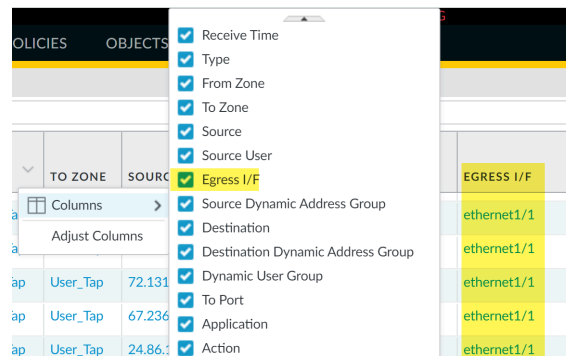 OLICIES OBJECTS G
Receive Time
Type
From Zone
To Zone
Source
Source User
TO ZONE SOURC Egress I/F EGRESS I/F
Columns
Source Dynamic Address Group
ethernet1/1
Destination
Adjust Columns
Destination Dynamic Address Group
ethernet1/1
ap User_Tap 72.131
Dynamic User Group
ethernet1/1
To Port
ap User_Tap 67.236
ethernet1/1
Application
ap User_Tap 24.86.1
Action
ethernet1/1